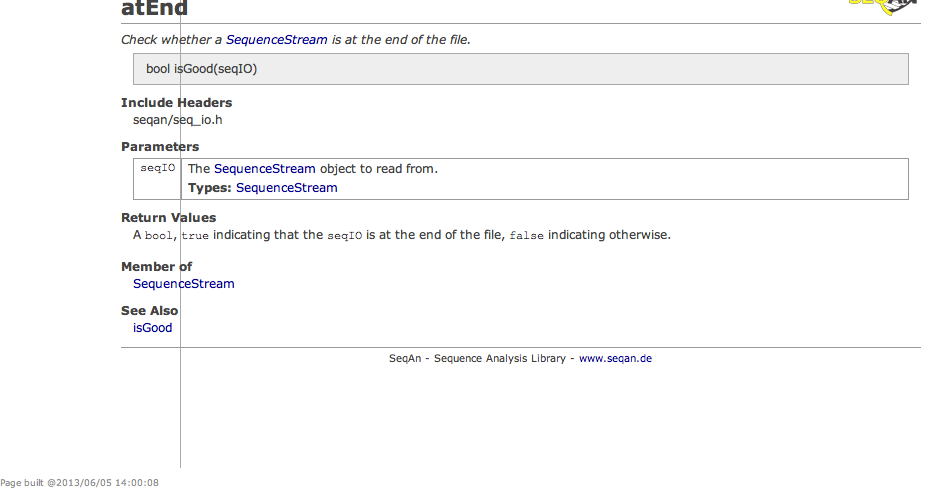 atEnd
SEQAN
Check whether a SequenceStream is at the end of the file.
bool isGood(seqIO)
Include Headers
seqan/seq_io.h
Parameters
seqIO The SequenceStream object to read from.
Types: SequenceStream
Return Values
A bool, true indicating that the seqIO is at the end of the file, false indicating otherwise.
Member of
SequenceStream
See Also
isGood
SeqAn - Sequence Analysis Library - www.seqan.de
Page built @2013/06/05 14:00:08